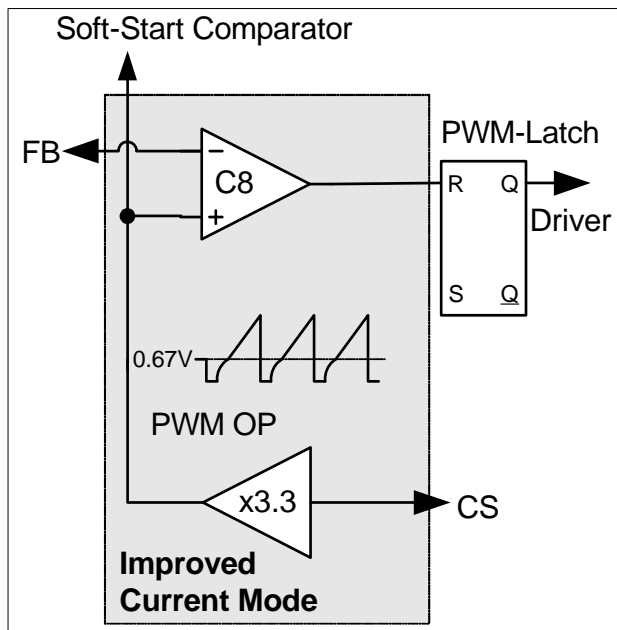 Soft-Start Comparator
FB
PWM-Latch
−
C8
+
R Q
Driver
S Q
0.67V
PWM OP
x3.3
CS
Improved
Current Mode